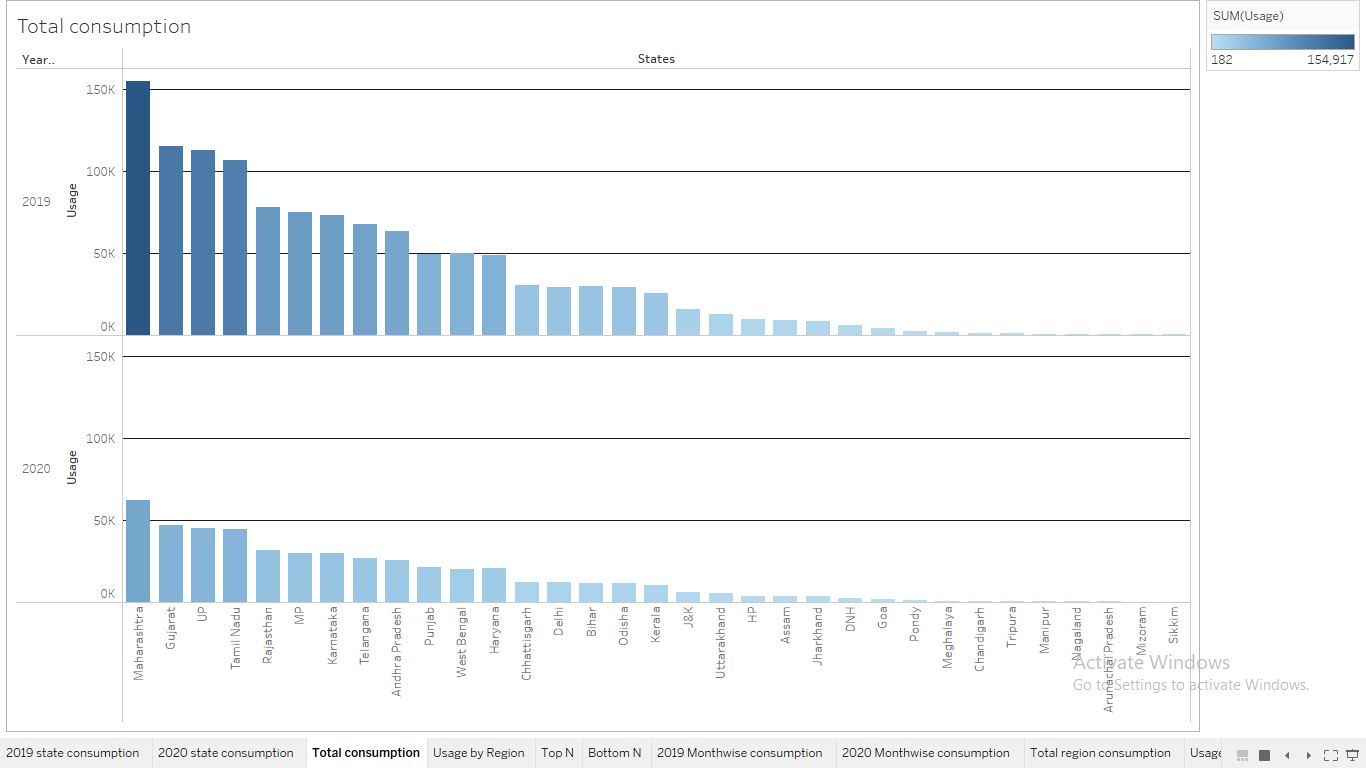 Total consumption
SUM(Usage)
182 154,917
Year.. States
150K
100K
50K
0K
2019
Usage
150K
100K
50K
0K
2020
Usage
Maharashtra
Gujarat
UP
Tamil Nadu
Rajasthan
MP
Karnataka
Telangana
Andhra Pradesh
Punjab
West Bengal
Haryana
Chhattisgarh
Delhi
Bihar
Odisha
Kerala
J&K
Uttarakhand
HP
Assam
Jharkhand
DNH
Goa
Pondy
Meghalaya
Chandigarh
Tripura
Manipur
Nagaland
Arunachal Pradesh
Mizoram
Sikkim
Activate Windows
Go to Settings to activate Windows.
2019 state consumption 2020 state consumption Total consumption Usage by Region Top N Bottom N 2019 Monthwise consumption 2020 Monthwise consumption Total region consumption Usage